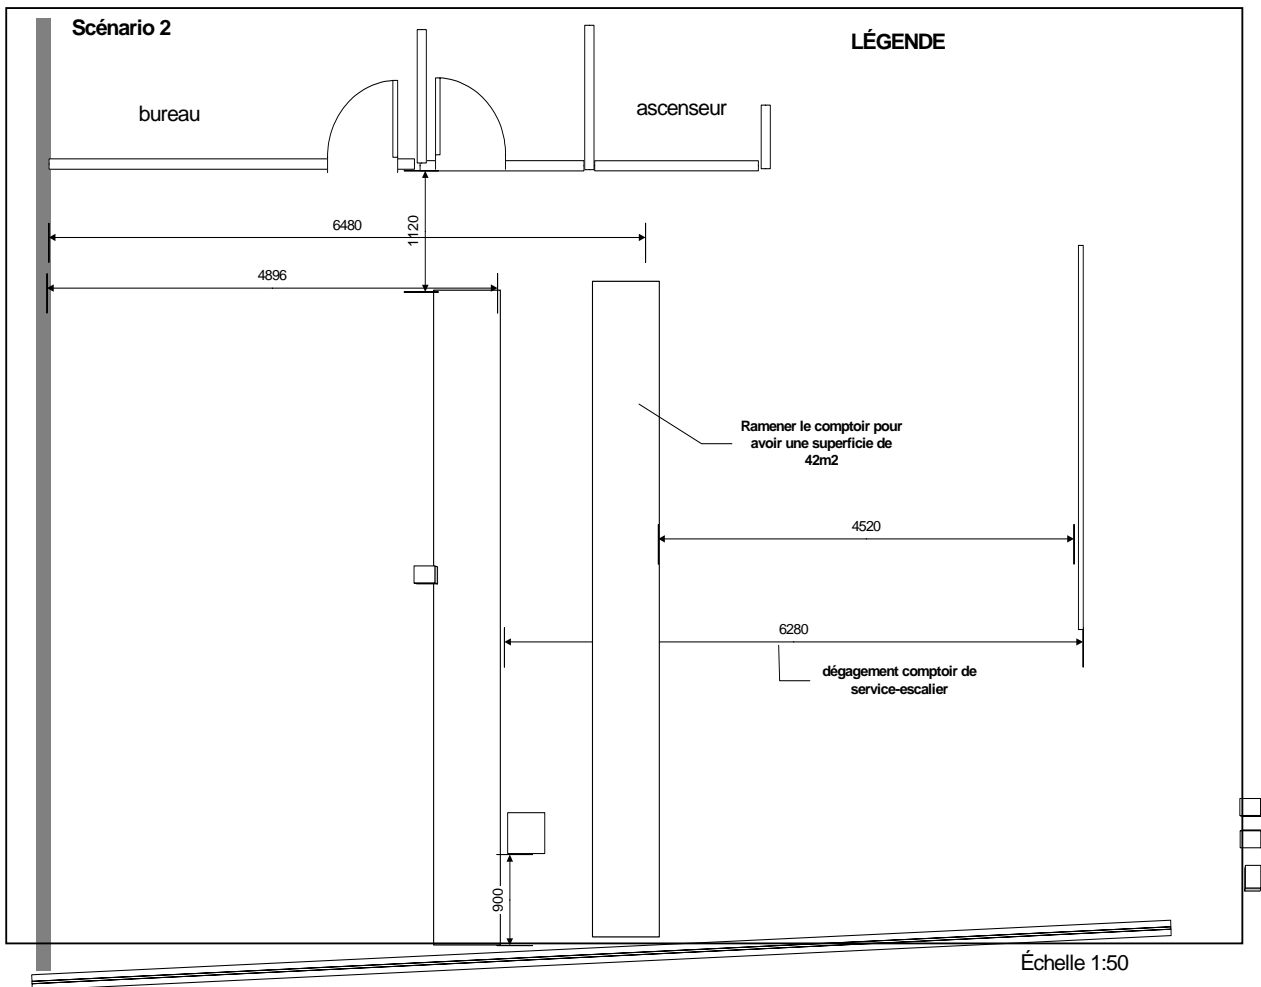 Scénario 2
LÉGENDE
bureau
ascenseur
6480
1120
4896
Ramener le comptoir pour
avoir une superficie de
42m2
4520
6280
dégagement comptoir de
service-escalier
900
Échelle 1:50